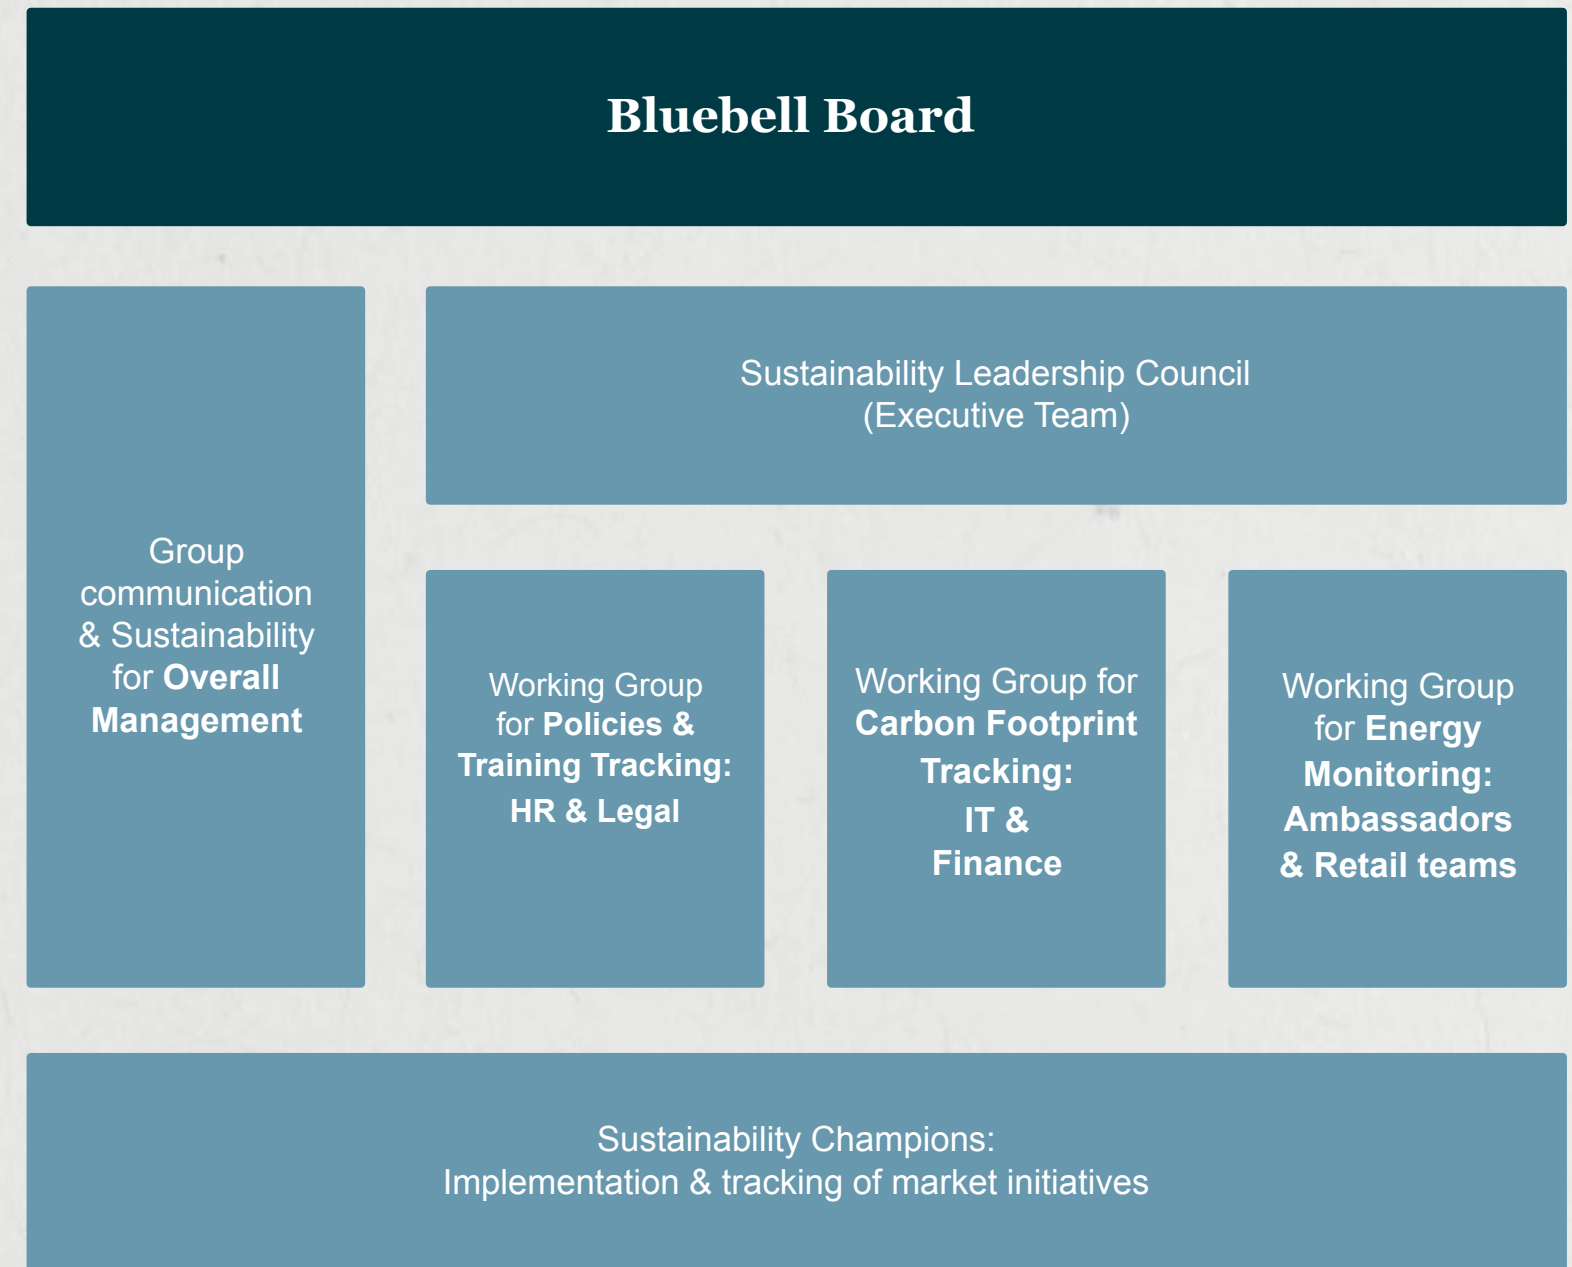 Bluebell Board
Sustainability Leadership Council
(Executive Team)
Group
communication
& Sustainability
for Overall
Management
Working Group
for Policies &
Training Tracking:
HR & Legal
Working Group for
Carbon Footprint
Tracking:
IT &
Finance
Working Group
for Energy
Monitoring:
Ambassadors
& Retail teams
Sustainability Champions:
Implementation & tracking of market initiatives